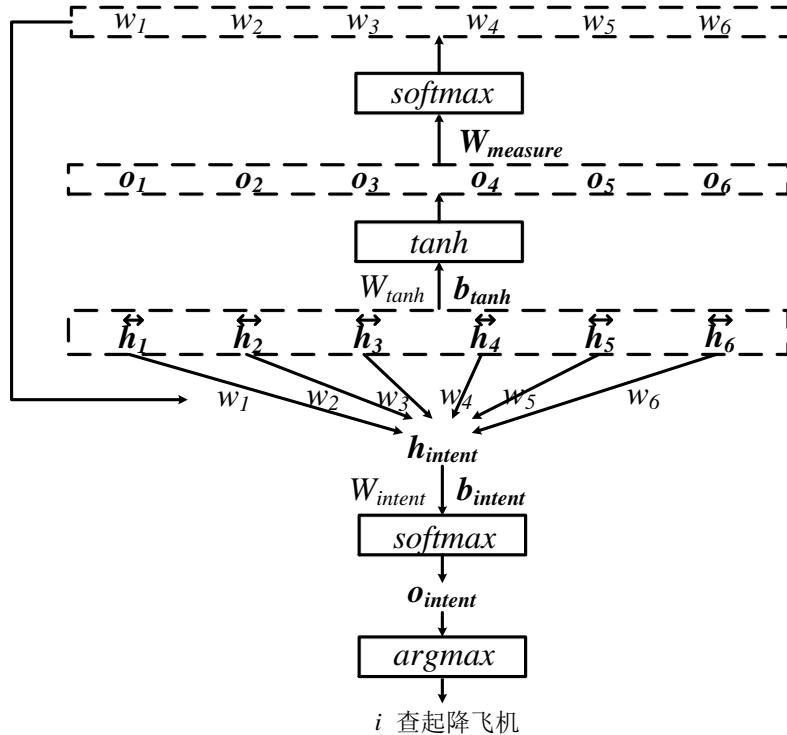 w1 w2 w3 w4 w5 w6
softmax
Wmeasure
o1 o2 o3 o4 o5 o6
tanh
Wtanh btanh
h1 h2 h3 h4 h5 h6
w1 w2 w3 w4 w5 w6
hintent
Wintent bintent
softmax
ointent
argmax
i 查起降飞机